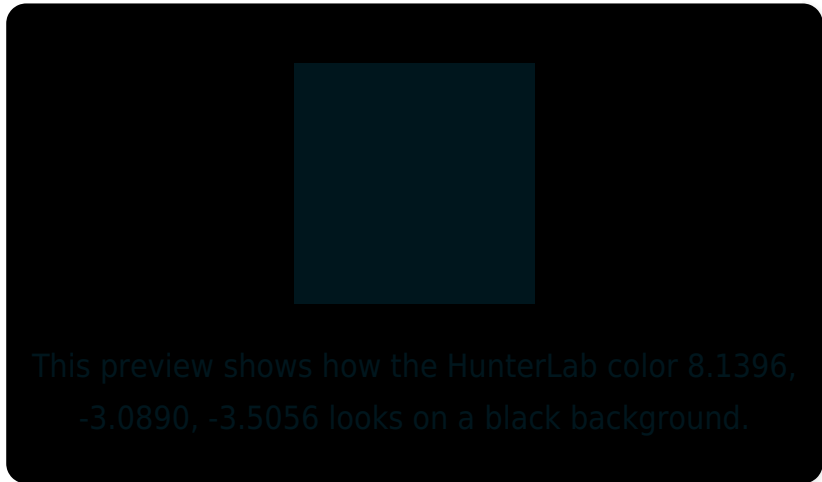 This preview shows how the HunterLab color 8.1396,
-3.0890, -3.5056 looks on a black background.